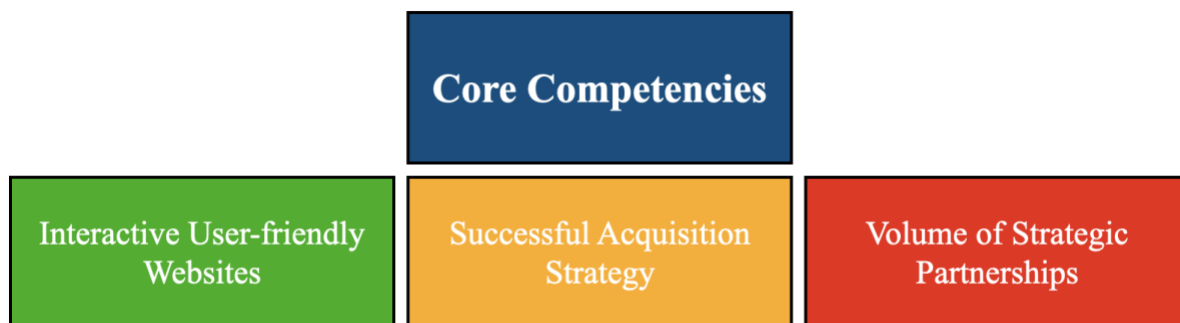 Core Competencies
Interactive User-friendly
Websites
Successful Acquisition
Strategy
Volume of Strategic
Partnerships